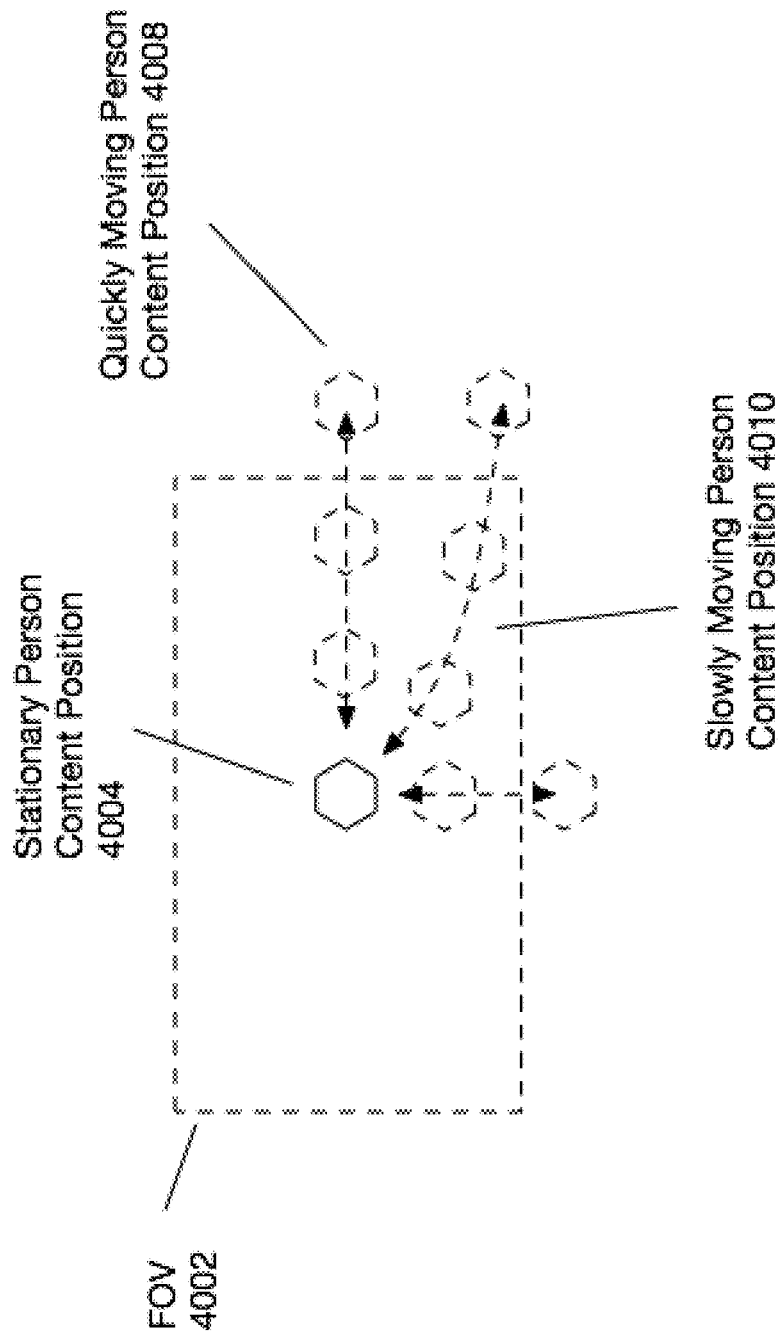 FOV
4002
Stationary Person
Content Position
4004
Quickly Moving Person
Content Position 4008
Slowly Moving Person
Content Position 4010